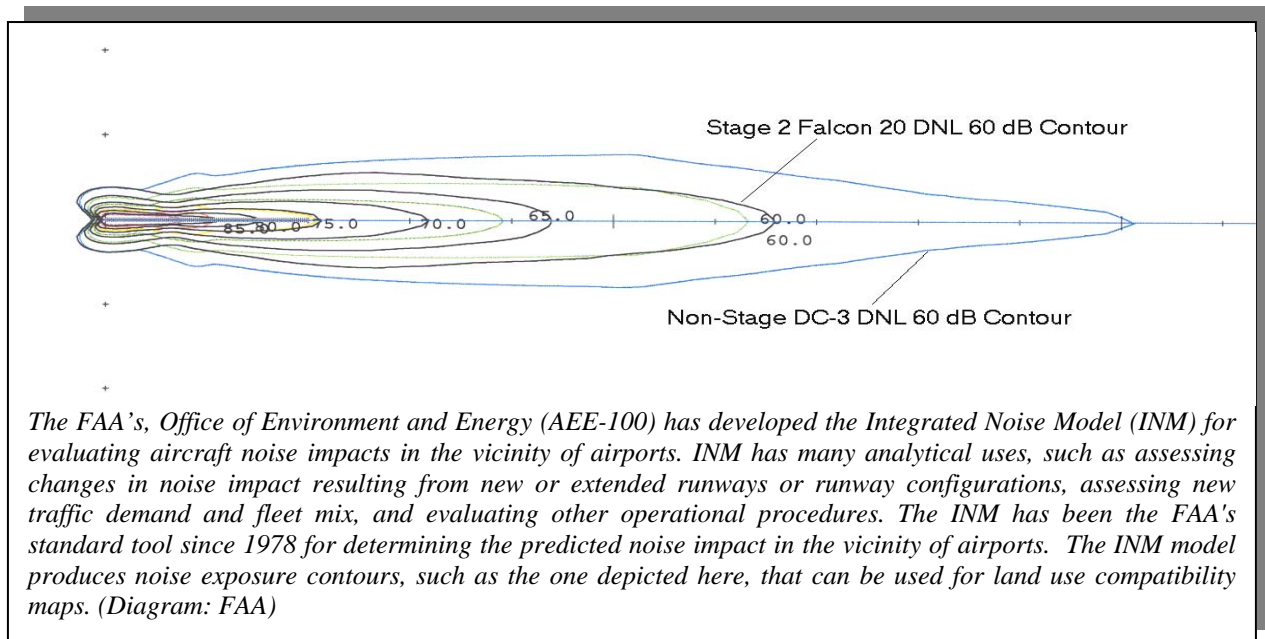 Stage 2 Falcon 20 DNL 60 dB Contour
85.0 80.0 75.0 70.0 65.0 60.0
60.0
Non-Stage DC-3 DNL 60 dB Contour
The FAA's, Office of Environment and Energy (AEE-100) has developed the Integrated Noise Model (INM) for
evaluating aircraft noise impacts in the vicinity of airports. INM has many analytical uses, such as assessing
changes in noise impact resulting from new or extended runways or runway configurations, assessing new
traffic demand and fleet mix, and evaluating other operational procedures. The INM has been the FAA's
standard tool since 1978 for determining the predicted noise impact in the vicinity of airports. The INM model
produces noise exposure contours, such as the one depicted here, that can be used for land use compatibility
maps. (Diagram: FAA)